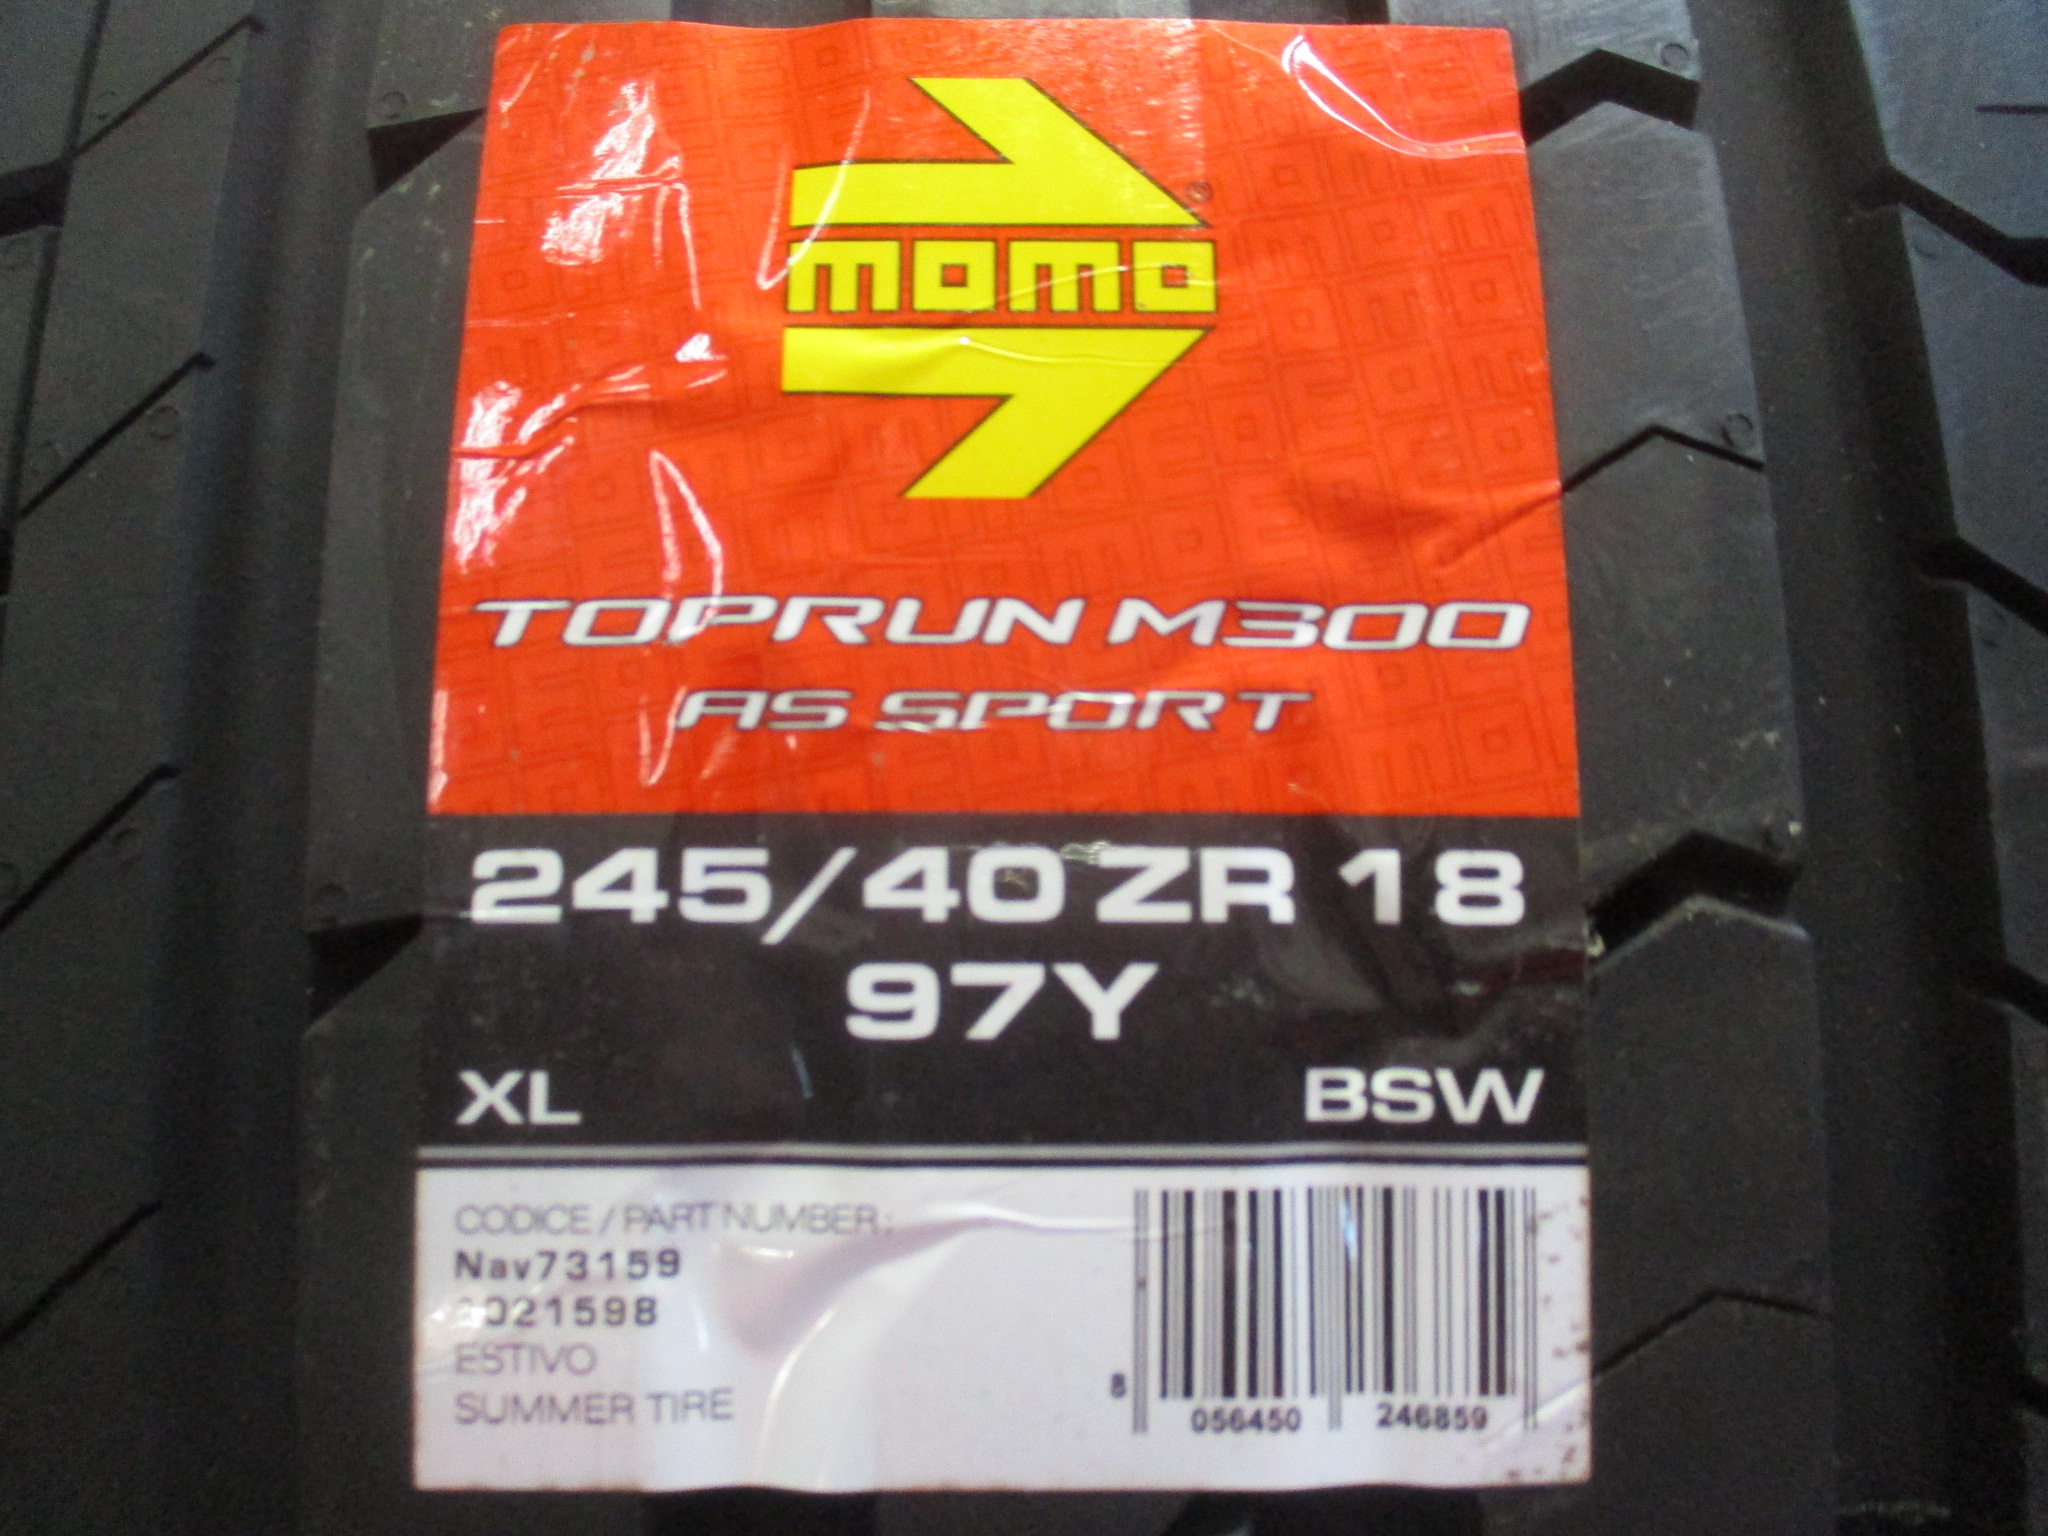 momo ®
TOPRUN M300
AS SPORT
245/40 ZR 18
97Y
XL BSW
CODICE / PART NUMBER :
Nav73159
ESTIVO
SUMMER TIRE
8 056450 246859